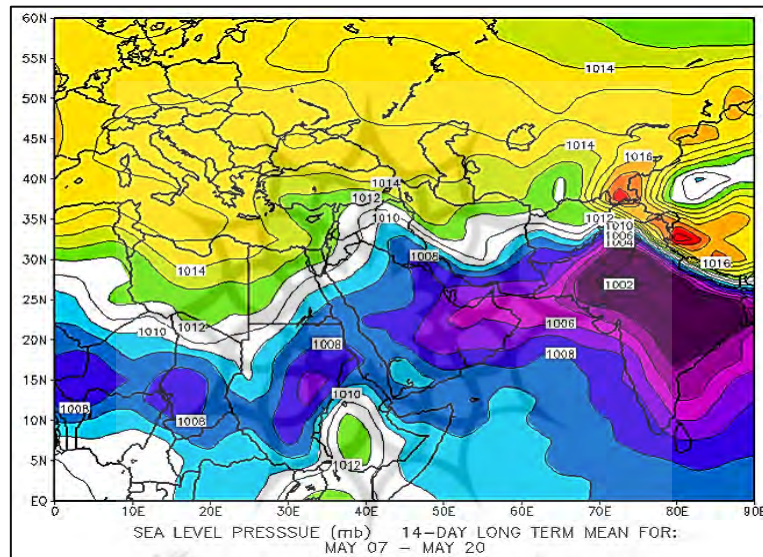 60N
55N
1014
50N
45N
1014
1016
40N
1014
1012
35N
1010
1012
1010
1006
1004
30N
1008
1014
1016
1002
25N
1012
1010
1006
20N
1008
1008
15N
1010
1008
10N
1008
5N
1012
EQ
0 10E 20E 30E 40E 50E 60E 70E 80E 90E
SEA LEVEL PRESSSUE (mb) 14-DAY LONG TERM MEAN FOR:
MAY 07 – MAY 20